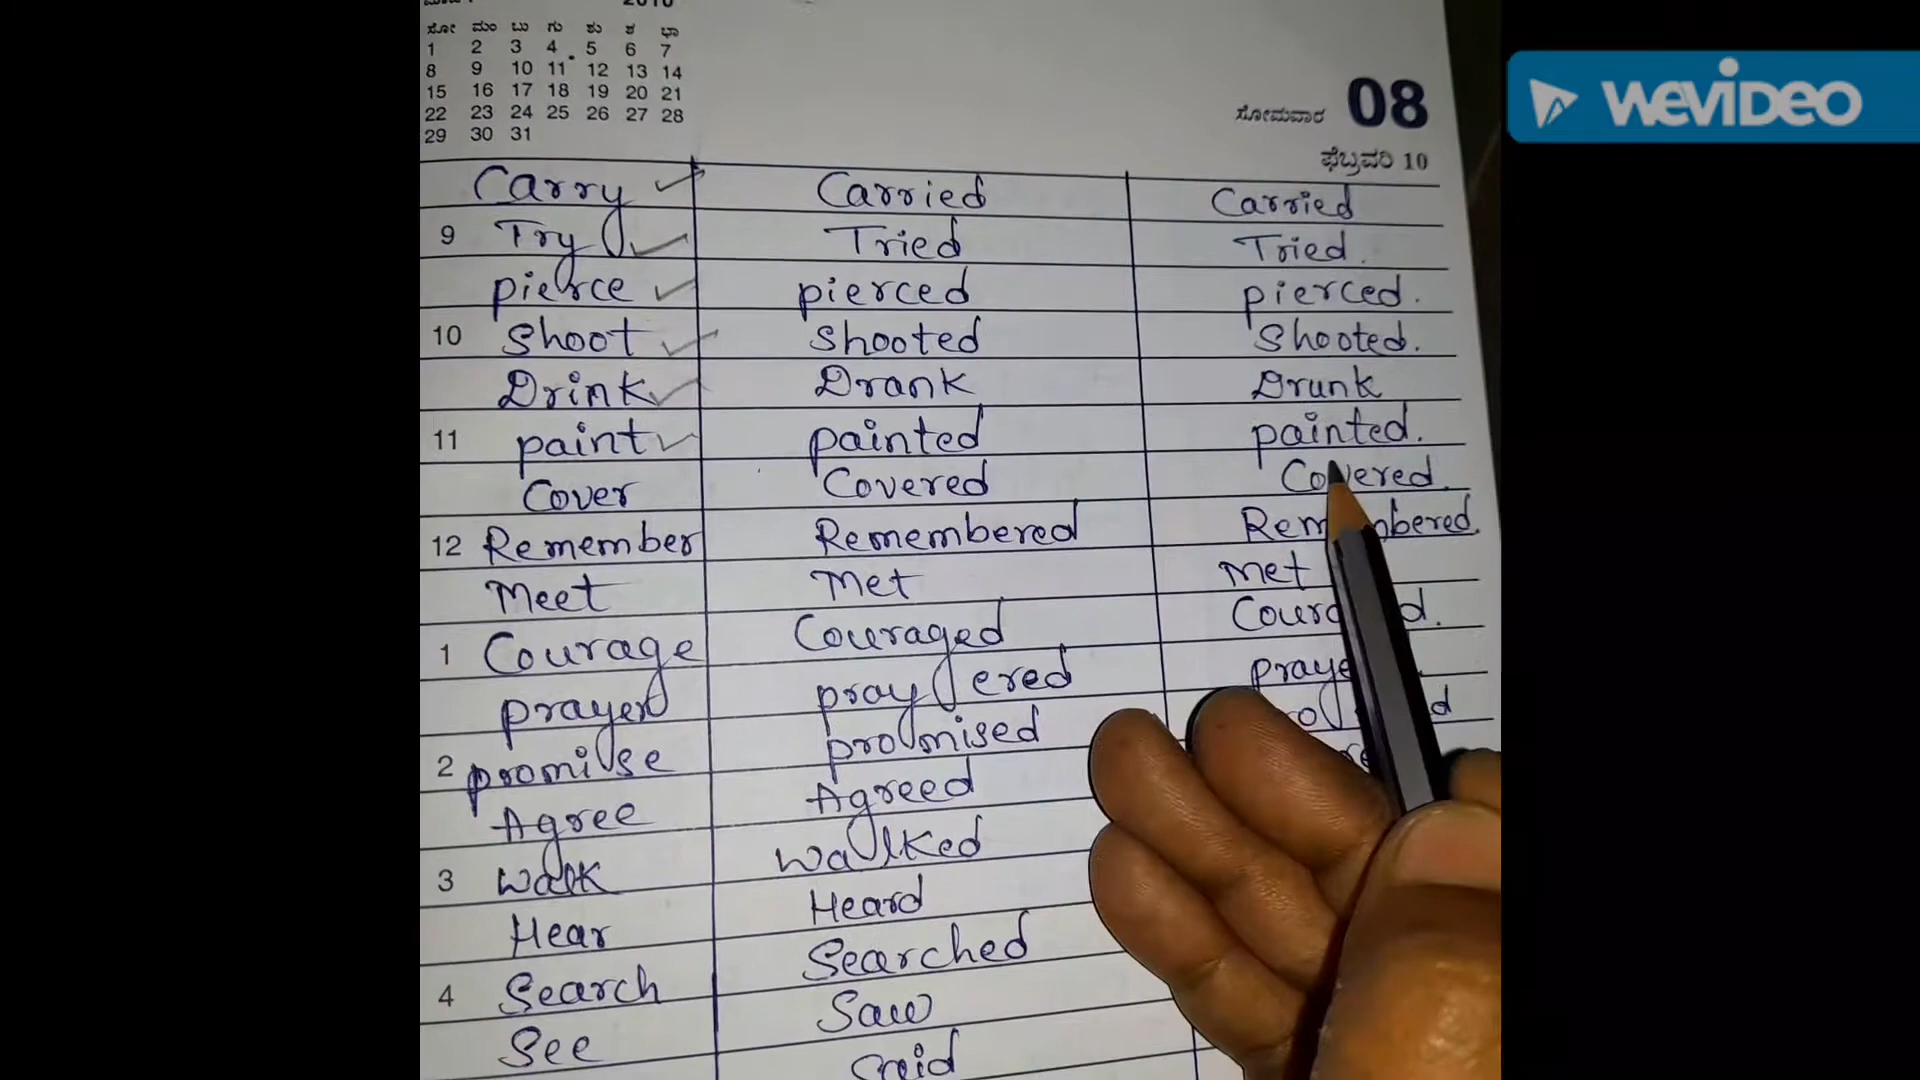 2010
ಸೋ ಮಂ ಬು ಗು ಶು ಶ ಭಾ
1 2 3 4 5 6 7
8 9 10 11 12 13 14
15 16 17 18 19 20 21
22 23 24 25 26 27 28
29 30 31
ಸೋಮವಾರ 08
ಫೆಬ್ರವರಿ 10
WEVIDEO
Carry Carried Carried
9 Try Tried Tried.
pierce pierced pierced.
10 Shoot Shooted Shooted.
Drink Drank Drunk
11 paint painted painted.
Cover Covered Covered.
12 Remember Remembered Remembered.
Meet Met Met
1 Courage Couraged
prayer prayered
2 promise promised
Agree Agreed
3 Walk Walked
Hear Heard
4 Search Searched
See Saw
Said